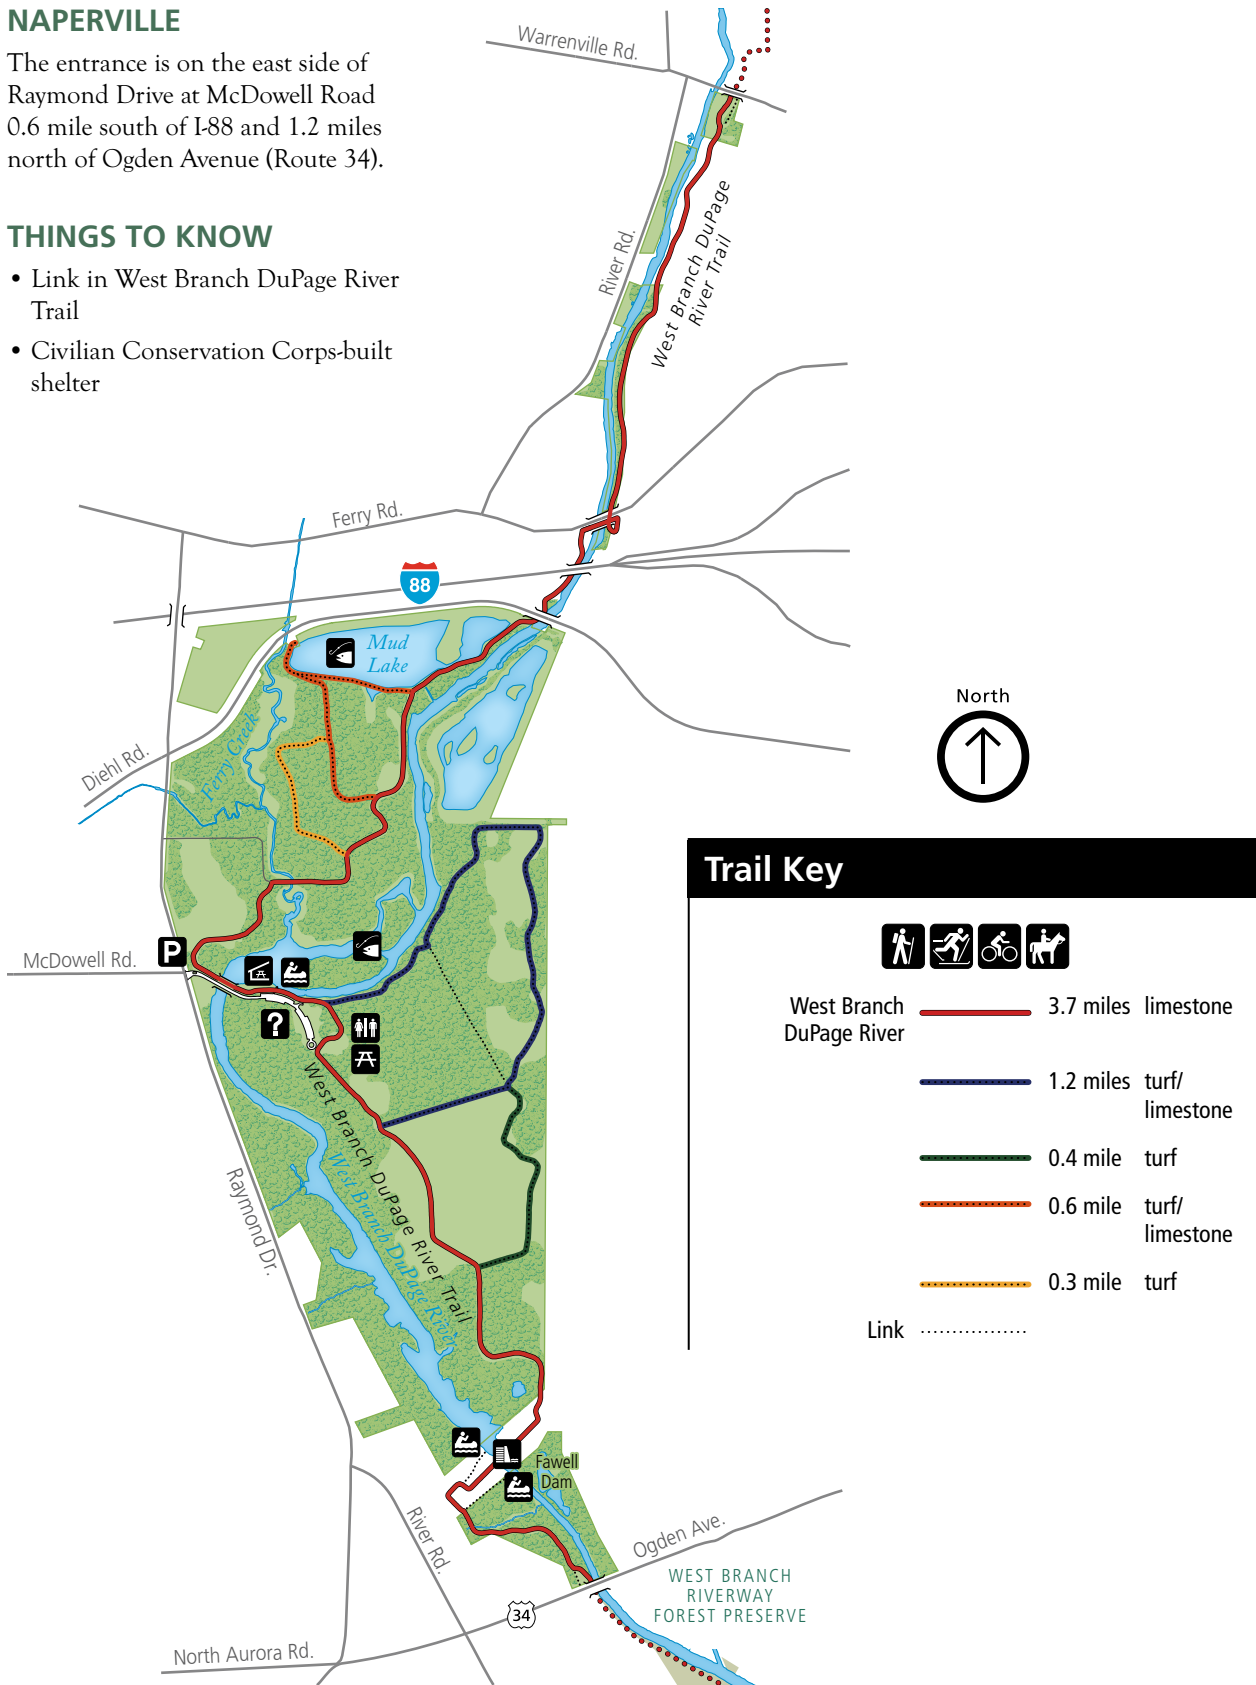 NAPERVILLE
The entrance is on the east side of
Raymond Drive at McDowell Road
0.6 mile south of I-88 and 1.2 miles
north of Ogden Avenue (Route 34).
THINGS TO KNOW
• Link in West Branch DuPage River
Trail
• Civilian Conservation Corps-built
shelter
Warrenville Rd.
River Rd.
West Branch DuPage
River Trail
Ferry Rd.
88
Mud
Lake
Diehl Rd.
Ferry Creek
North
P
McDowell Rd.
?
West Branch DuPage River Trail
West Branch DuPage River
Raymond Dr.
Fawell
Dam
River Rd.
Ogden Ave.
34
North Aurora Rd.
WEST BRANCH
RIVERWAY
FOREST PRESERVE
Trail Key
West Branch
DuPage River
3.7 miles limestone
1.2 miles turf/
limestone
0.4 mile turf
0.6 mile turf/
limestone
0.3 mile turf
Link